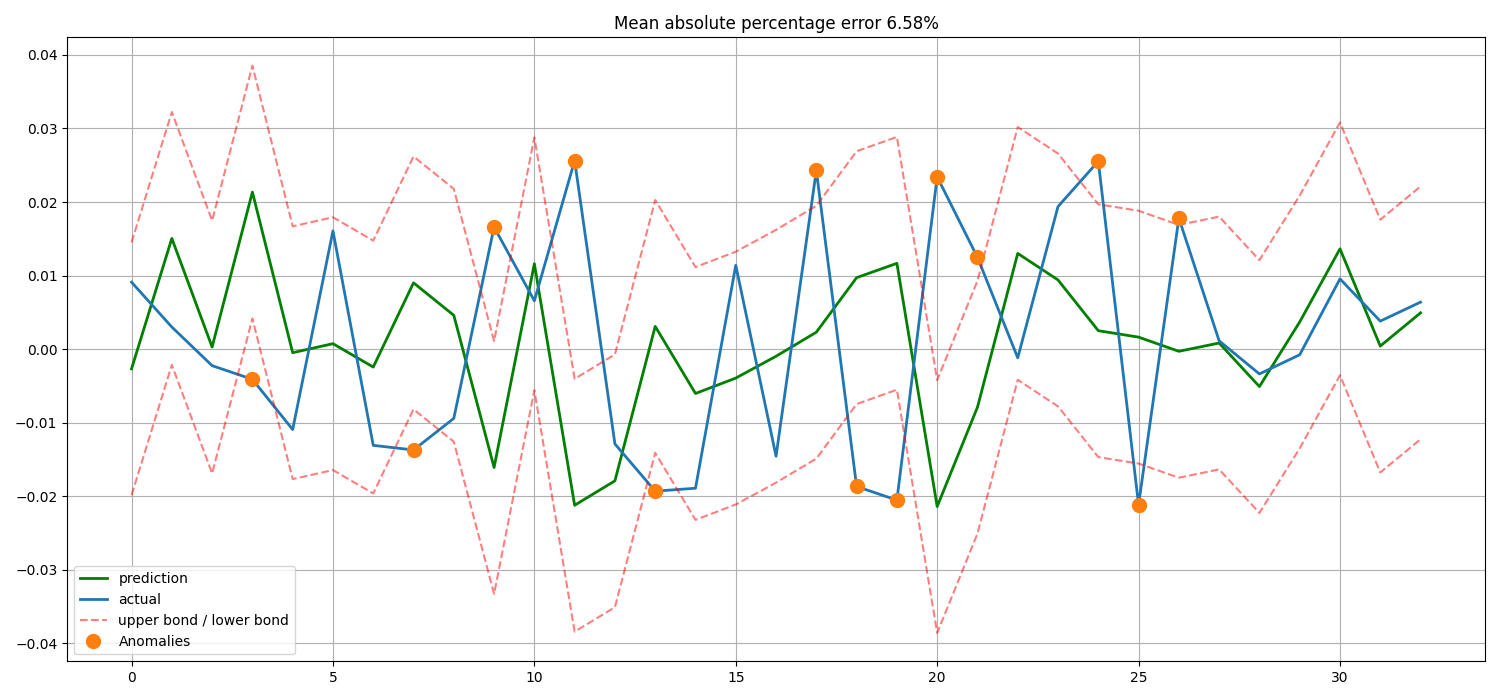 Mean absolute percentage error 6.58%
0.04
0.03
0.02
0.01
0.00
−0.01
−0.02
−0.03
−0.04
prediction
actual
upper bond / lower bond
Anomalies
0 5 10 15 20 25 30